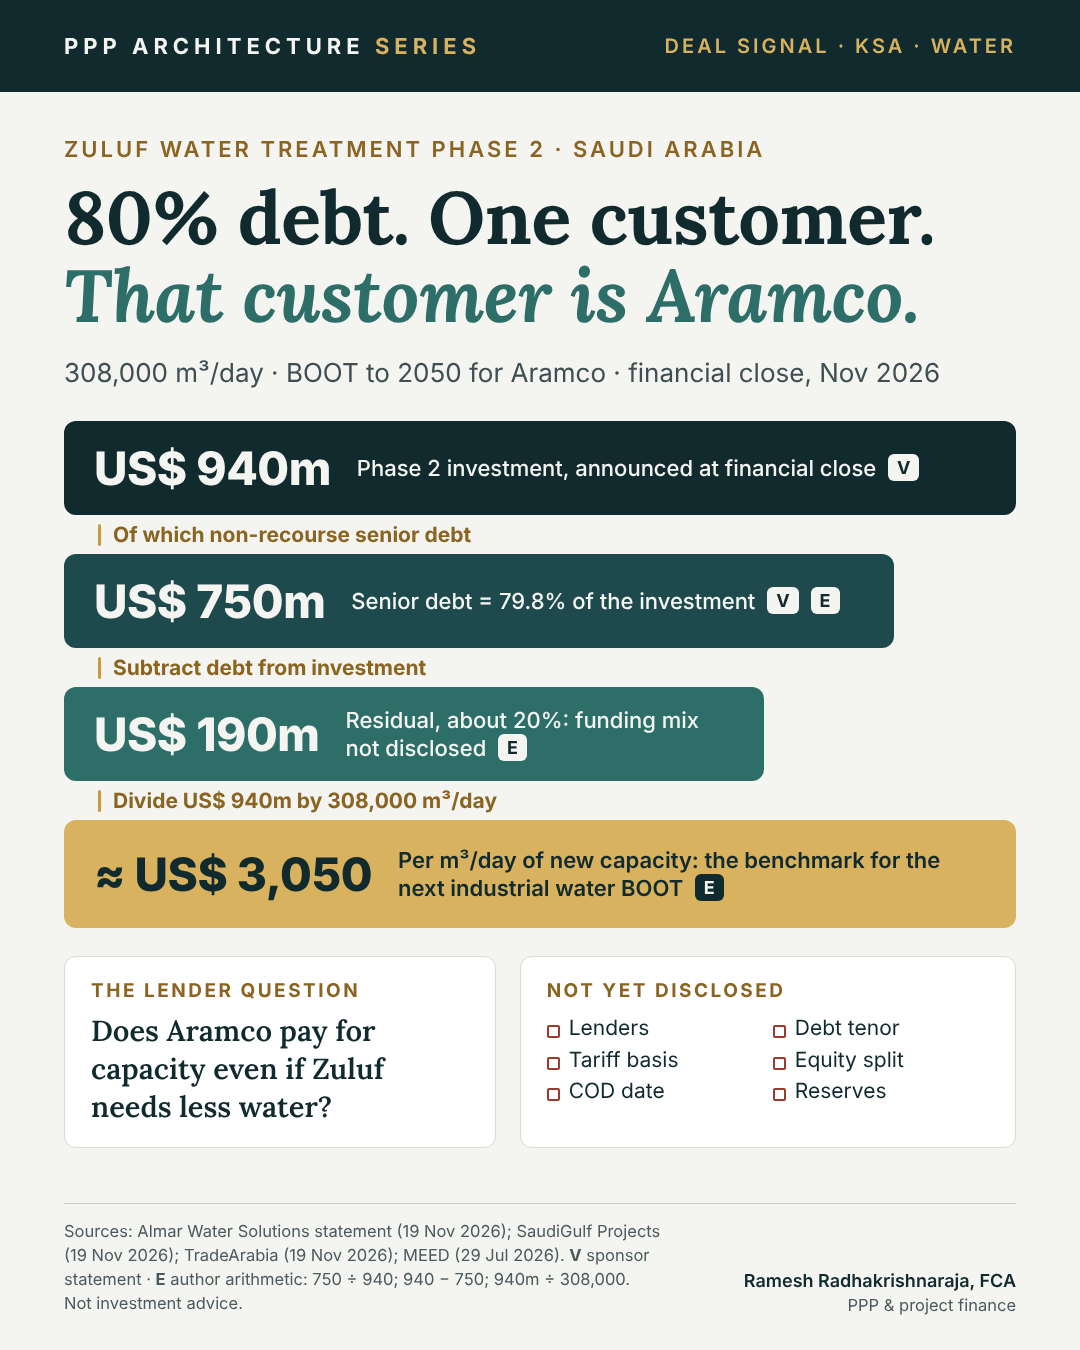 PPP ARCHITECTURE SERIES
DEAL SIGNAL · KSA · WATER
ZULUF WATER TREATMENT PHASE 2 · SAUDI ARABIA
80% debt. One customer.
That customer is Aramco.
308,000 m³/day · BOOT to 2050 for Aramco · financial close, Nov 2026
US$ 940m Phase 2 investment, announced at financial close V
Of which non-recourse senior debt
US$ 750m Senior debt = 79.8% of the investment V E
Subtract debt from investment
US$ 190m
Residual, about 20%: funding mix
not disclosed E
Divide US$ 940m by 308,000 m³/day
≈ US$ 3,050
Per m³/day of new capacity: the benchmark for the
next industrial water BOOT E
THE LENDER QUESTION
Does Aramco pay for
capacity even if Zuluf
needs less water?
NOT YET DISCLOSED
Lenders
Debt tenor
Tariff basis
Equity split
COD date
Reserves
Sources: Almar Water Solutions statement (19 Nov 2026); SaudiGulf Projects
(19 Nov 2026); TradeArabia (19 Nov 2026); MEED (29 Jul 2026). V sponsor
statement · E author arithmetic: 750 ÷ 940; 940 − 750; 940m ÷ 308,000.
Not investment advice.
Ramesh Radhakrishnaraja, FCA
PPP & project finance